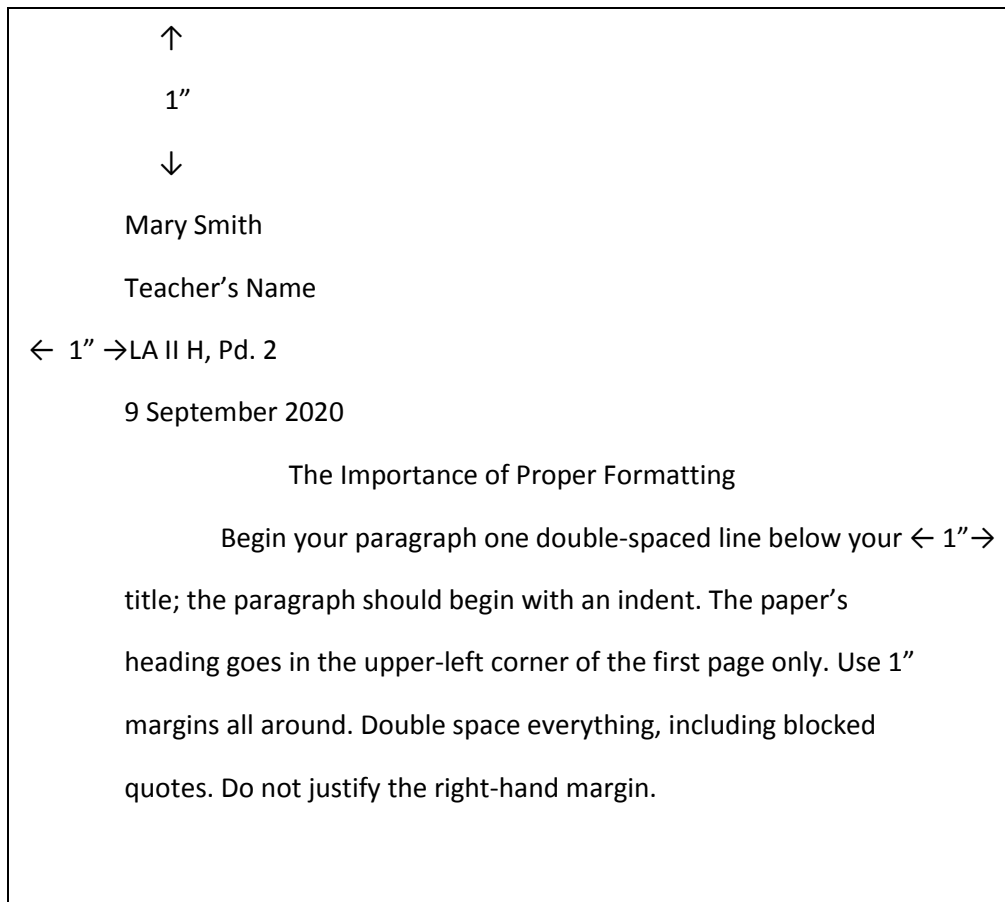 ↑
1”
↓
Mary Smith
Teacher’s Name
← 1” →LA II H, Pd. 2
9 September 2020
The Importance of Proper Formatting
Begin your paragraph one double-spaced line below your ← 1”→
title; the paragraph should begin with an indent. The paper’s
heading goes in the upper-left corner of the first page only. Use 1”
margins all around. Double space everything, including blocked
quotes. Do not justify the right-hand margin.